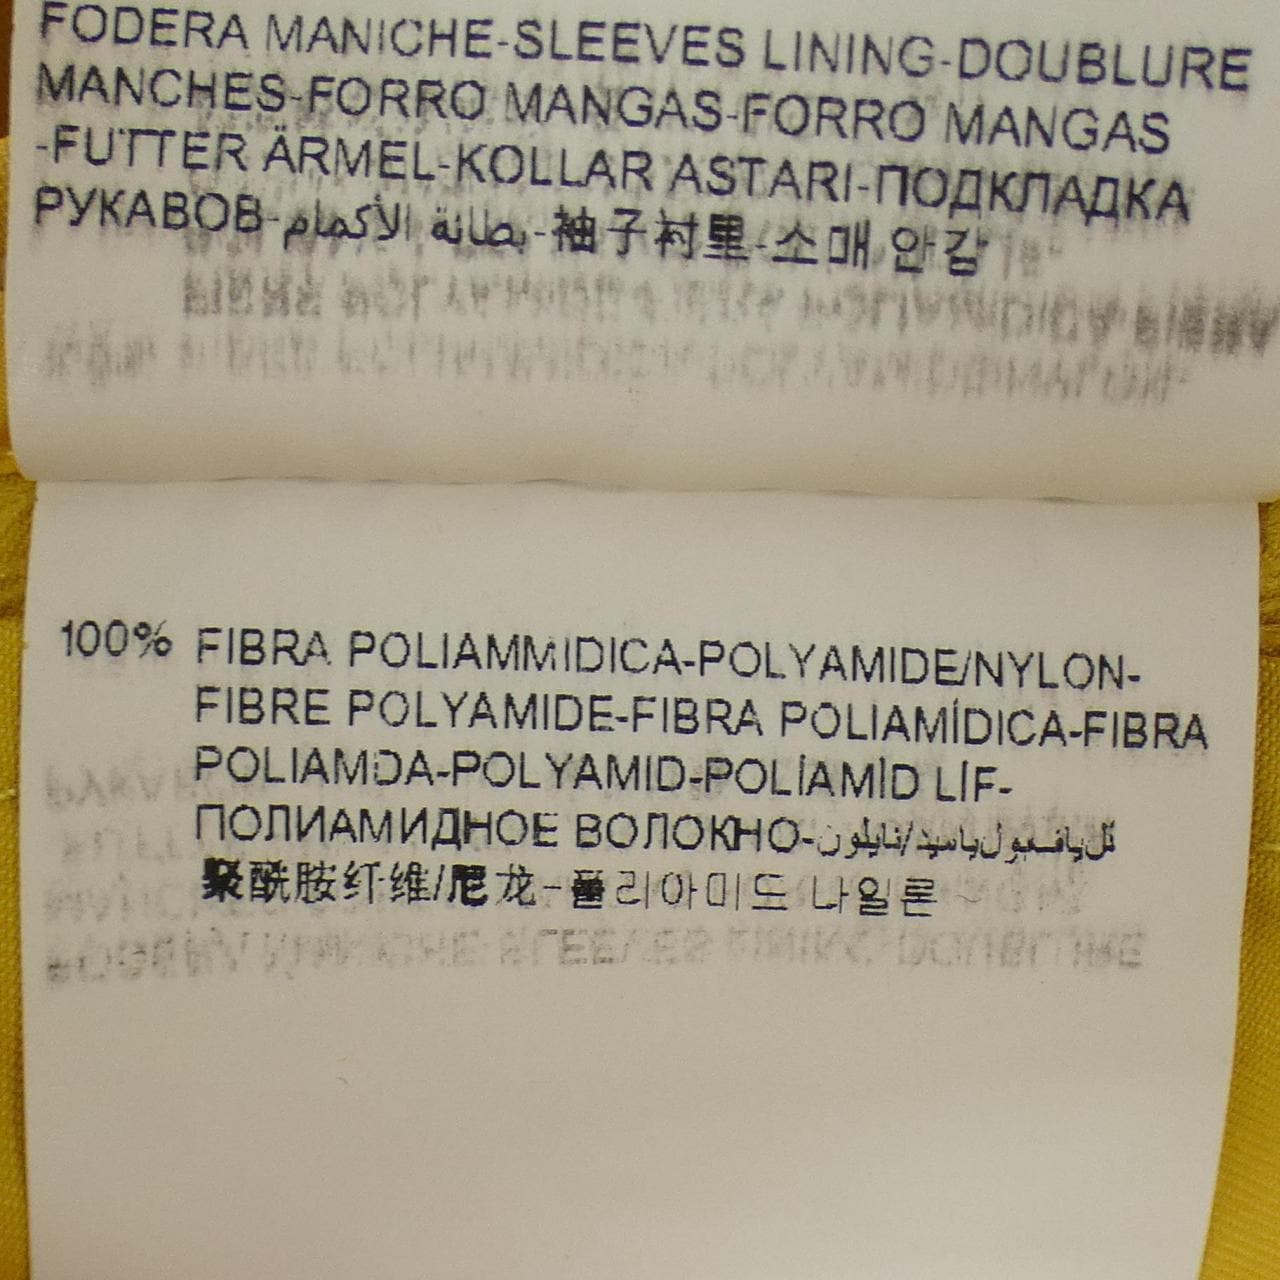 FODERA MANICHE-SLEEVES LINING-DOUBLURE
MANCHES-FORRO MANGAS-FORRO MANGAS
-FUTTER ÄRMEL-KOLLAR ASTARI-ПОДКЛАДКА
РУКАВОВ-بطانة الأكمام-袖子衬里-소매 안감
100% FIBRA POLIAMMIDICA-POLYAMIDE/NYLON-
FIBRE POLYAMIDE-FIBRA POLIAMÍDICA-FIBRA
POLIAMDA-POLYAMID-POLİAMİD LİF-
ПОЛИАМИДНОЕ ВОЛОКНО-
聚酰胺纤维/尼龙-폴리아미드 나일론